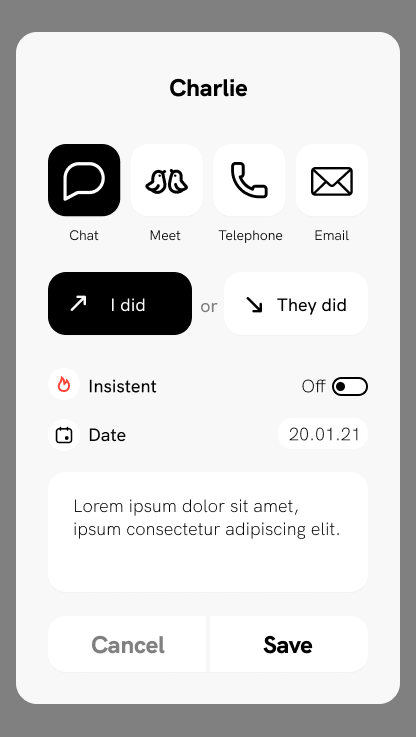 Charlie
Chat Meet Telephone Email
I did or They did
Insistent Off
Date 20.01.21
Lorem ipsum dolor sit amet,
ipsum consectetur adipiscing elit.
Cancel Save